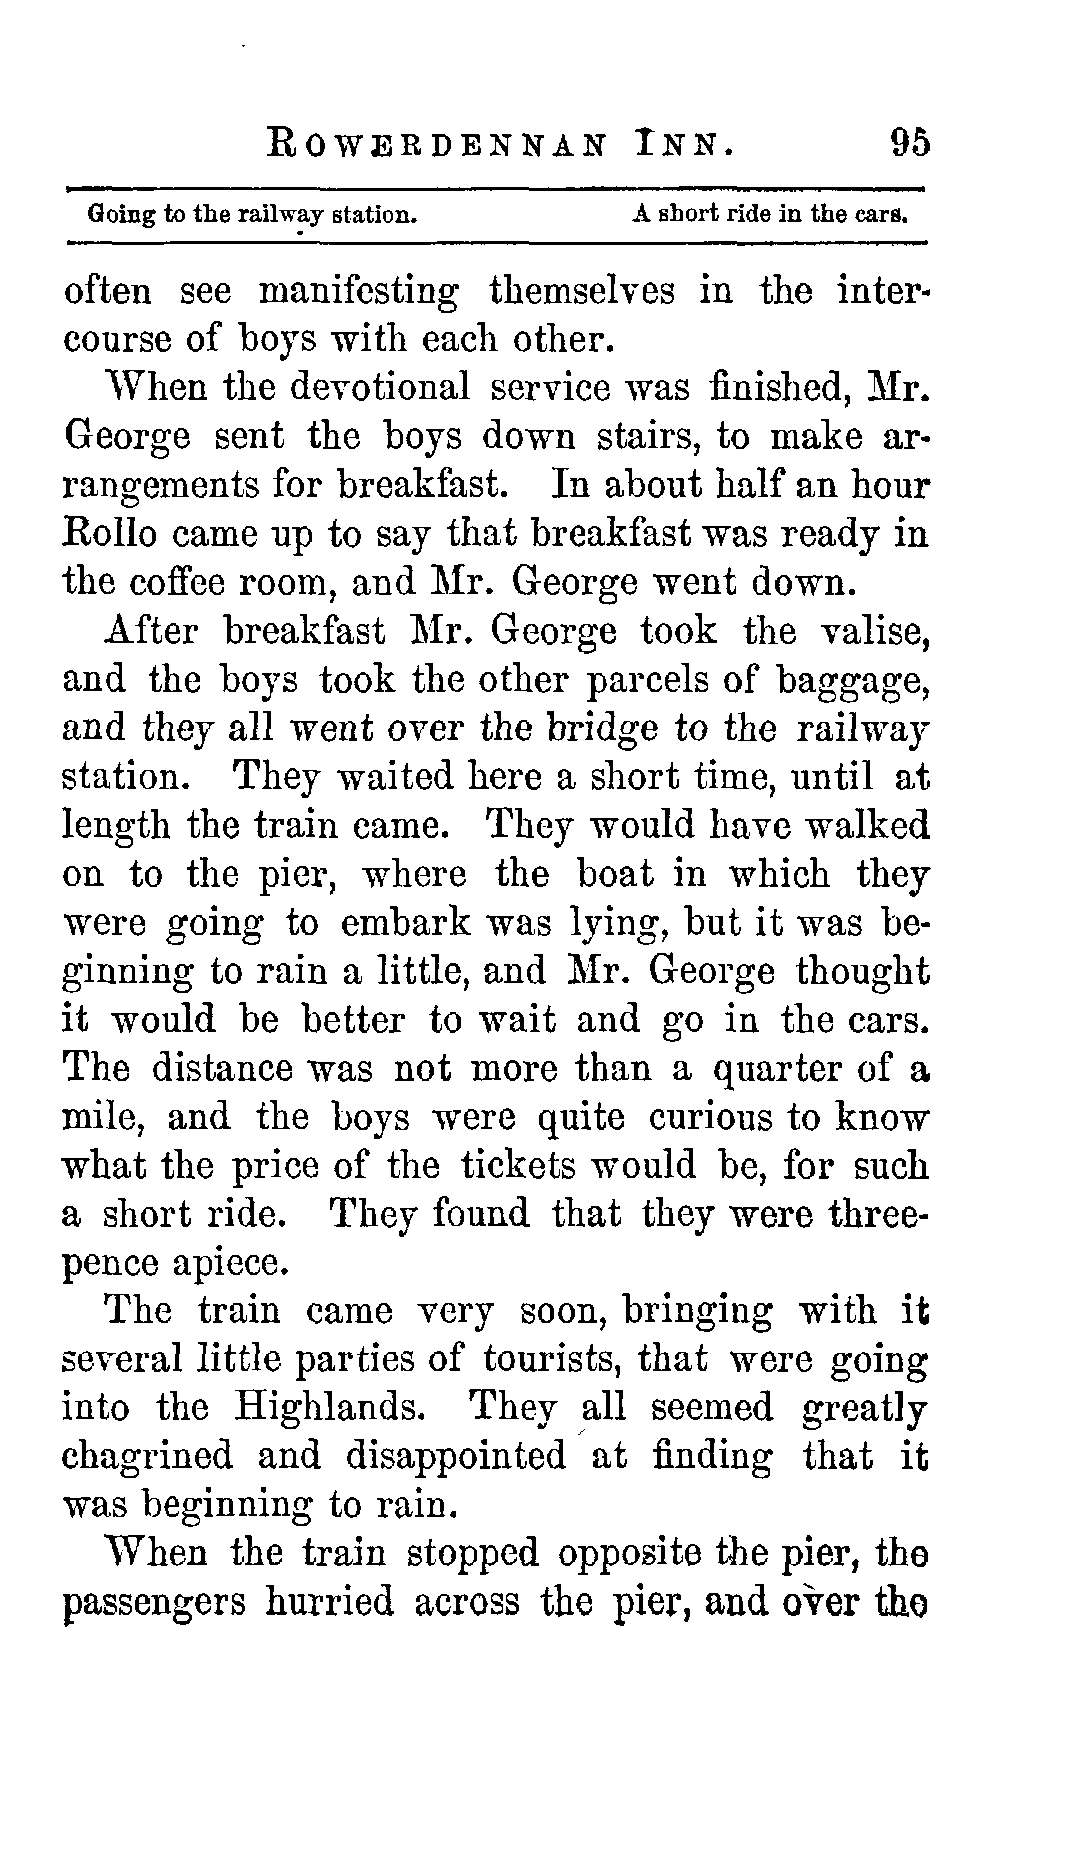 ROWERDENNAN INN. 95
Going to the railway station. A short ride in the cars.
often see manifesting themselves in the inter-
course of boys with each other.
When the devotional service was finished, Mr.
George sent the boys down stairs, to make ar-
rangements for breakfast. In about half an hour
Rollo came up to say that breakfast was ready in
the coffee room, and Mr. George went down.
After breakfast Mr. George took the valise,
and the boys took the other parcels of baggage,
and they all went over the bridge to the railway
station. They waited here a short time, until at
length the train came. They would have walked
on to the pier, where the boat in which they
were going to embark was lying, but it was be-
ginning to rain a little, and Mr. George thought
it would be better to wait and go in the cars.
The distance was not more than a quarter of a
mile, and the boys were quite curious to know
what the price of the tickets would be, for such
a short ride. They found that they were three-
pence apiece.
The train came very soon, bringing with it
several little parties of tourists, that were going
into the Highlands. They all seemed greatly
chagrined and disappointed at finding that it
was beginning to rain.
When the train stopped opposite the pier, the
passengers hurried across the pier, and over the